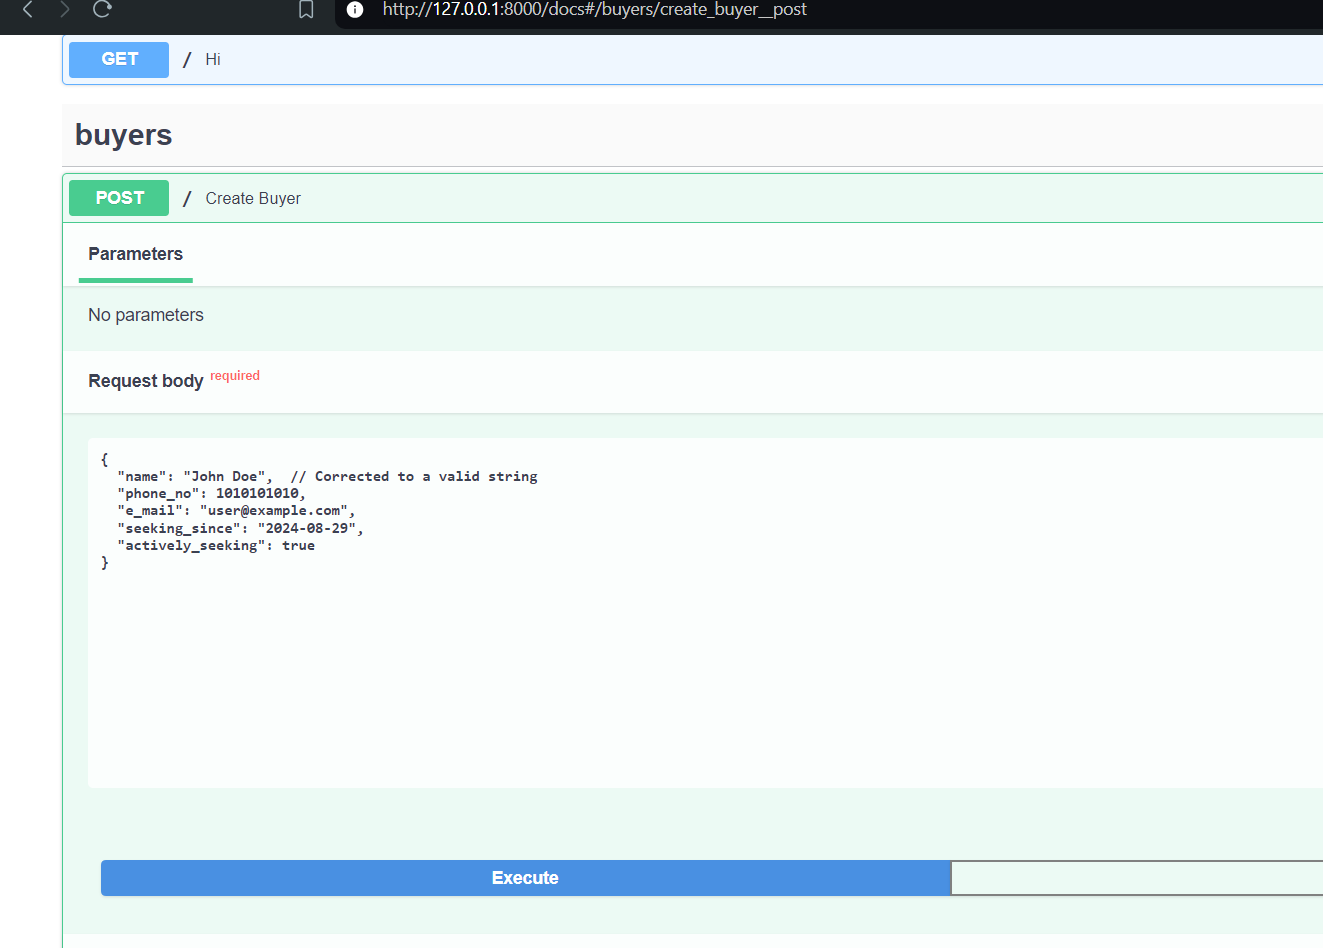 http://127.0.0.1:8000/docs#/buyers/create_buyer__post
GET / Hi
buyers
POST / Create Buyer
Parameters
No parameters
Request body required
{
  "name": "John Doe",  // Corrected to a valid string
  "phone_no": 1010101010,
  "e_mail": "user@example.com",
  "seeking_since": "2024-08-29",
  "actively_seeking": true
}
Execute